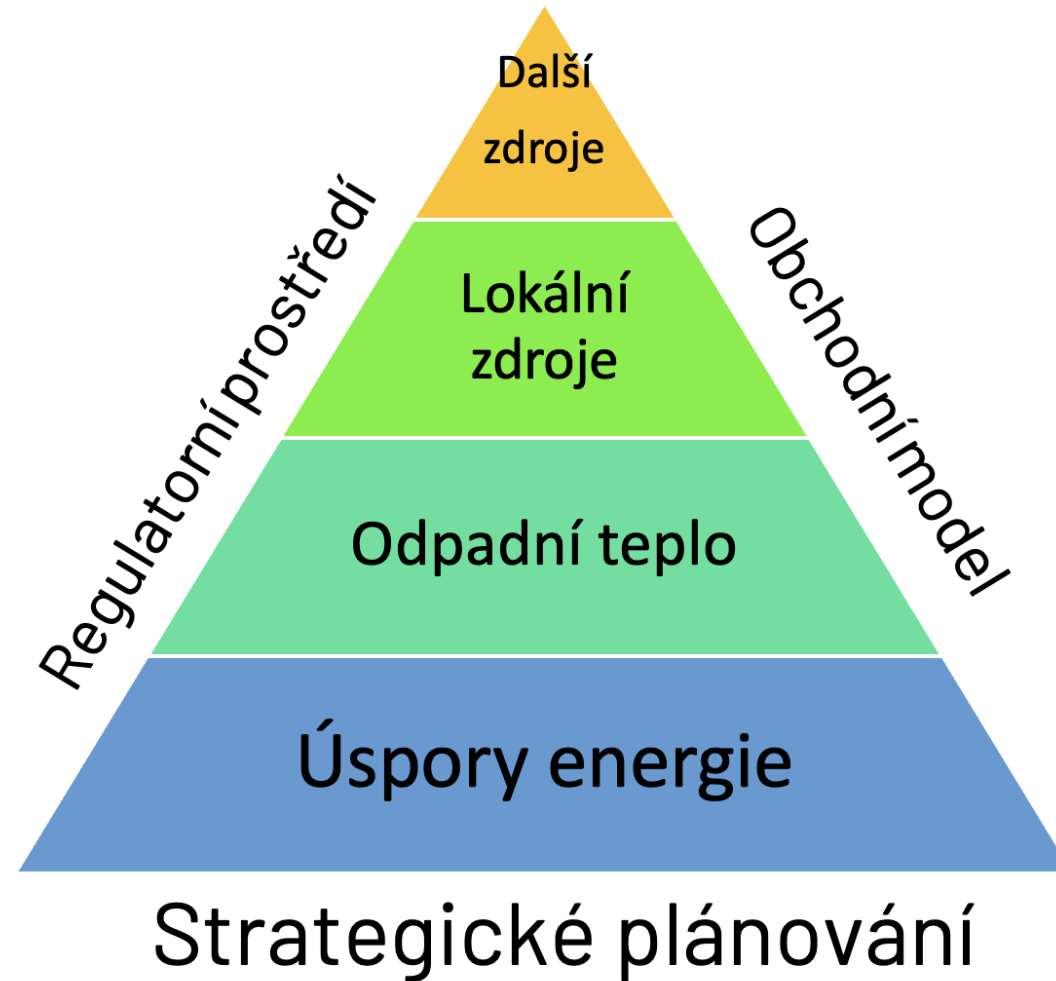 Další
zdroje
Regulatorní prostředí
Obchodní model
Lokální
zdroje
Odpadní teplo
Úspory energie
Strategické plánování